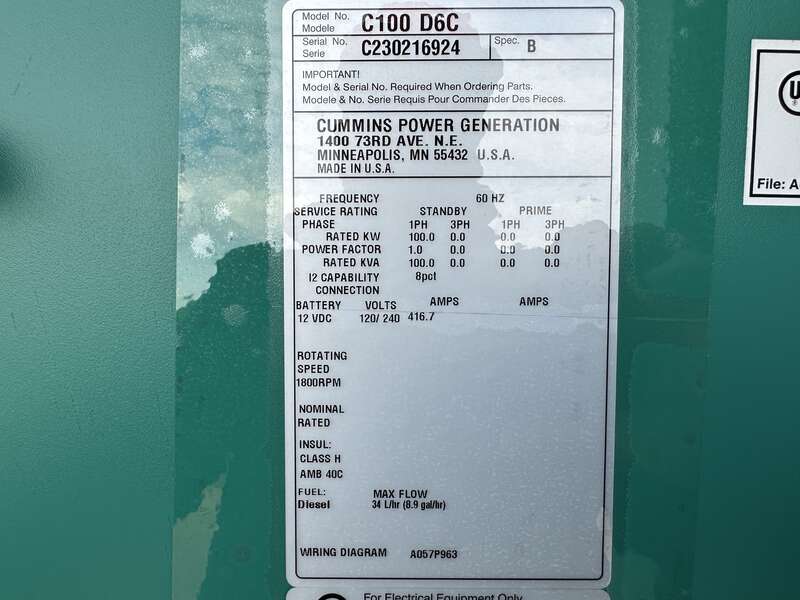 Model No. C100 D6C
Modele
Serial No. C230216924 Spec. B
Serie
IMPORTANT!
Model & Serial No. Required When Ordering Parts.
Modele & No. Serie Requis Pour Commander Des Pieces.
CUMMINS POWER GENERATION
1400 73RD AVE. N.E.
MINNEAPOLIS, MN 55432 U.S.A.
MADE IN U.S.A.
FREQUENCY 60 HZ
SERVICE RATING STANDBY PRIME
PHASE 1PH 3PH 1PH 3PH
RATED KW 100.0 0.0 0.0 0.0
POWER FACTOR 1.0 0.0 0.0 0.0
RATED KVA 100.0 0.0 0.0 0.0
I2 CAPABILITY 8pct
CONNECTION
BATTERY VOLTS AMPS AMPS
12 VDC 120/ 240 416.7
ROTATING
SPEED
1800RPM
NOMINAL
RATED
INSUL:
CLASS H
AMB 40C
FUEL: MAX FLOW
Diesel 34 L/hr (8.9 gal/hr)
WIRING DIAGRAM A057P963
For Electrical Equipment Only
File: